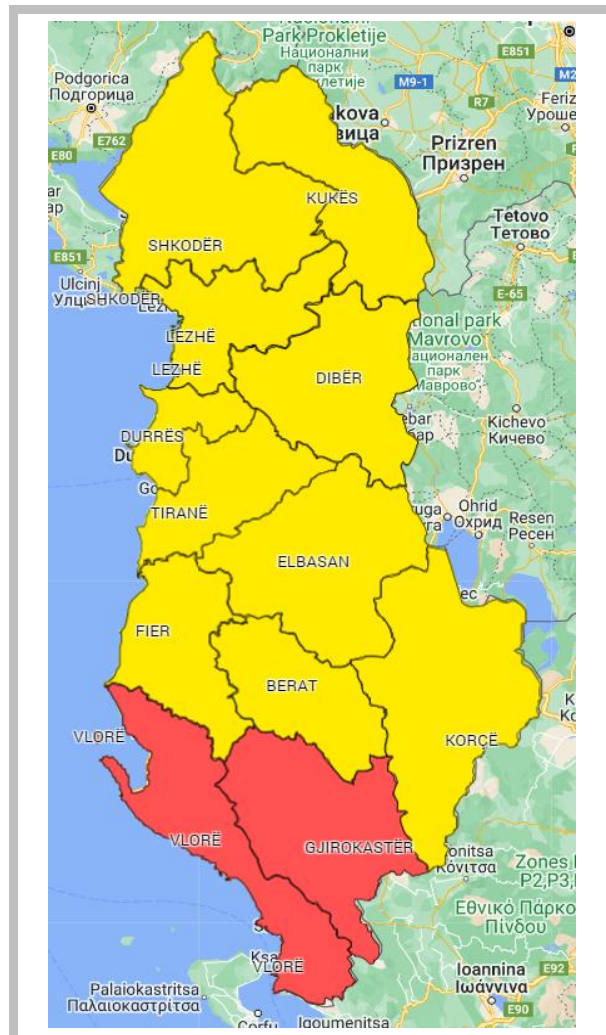 Park Prokletije
Национални
парк
E851
Podgorica
Подгорица
M9-1
R7
E762
E80
Prizren
Призрен
KUKËS
Tetovo
Тетово
SHKODËR
E851
Ulcinj
SHKODËR
E-65
LEZHË
Mavrovo
парк
Маврово
LEZHË
DIBËR
Kichevo
Кичево
DURRËS
TIRANË
Ohrid
Охрид
Resen
Ресен
ELBASAN
FIER
BERAT
VLORË
KORÇË
VLORË
GJIROKASTËR
Κόνιτσα
Zones
P2,P3,
Εθνικό Πάρκο
Πίνδου
VLORË
Ioannina
Ιωάννινα
E92
Palaiokastritsa
Παλαιοκαστρίτσα
Igoumenitsa
E90